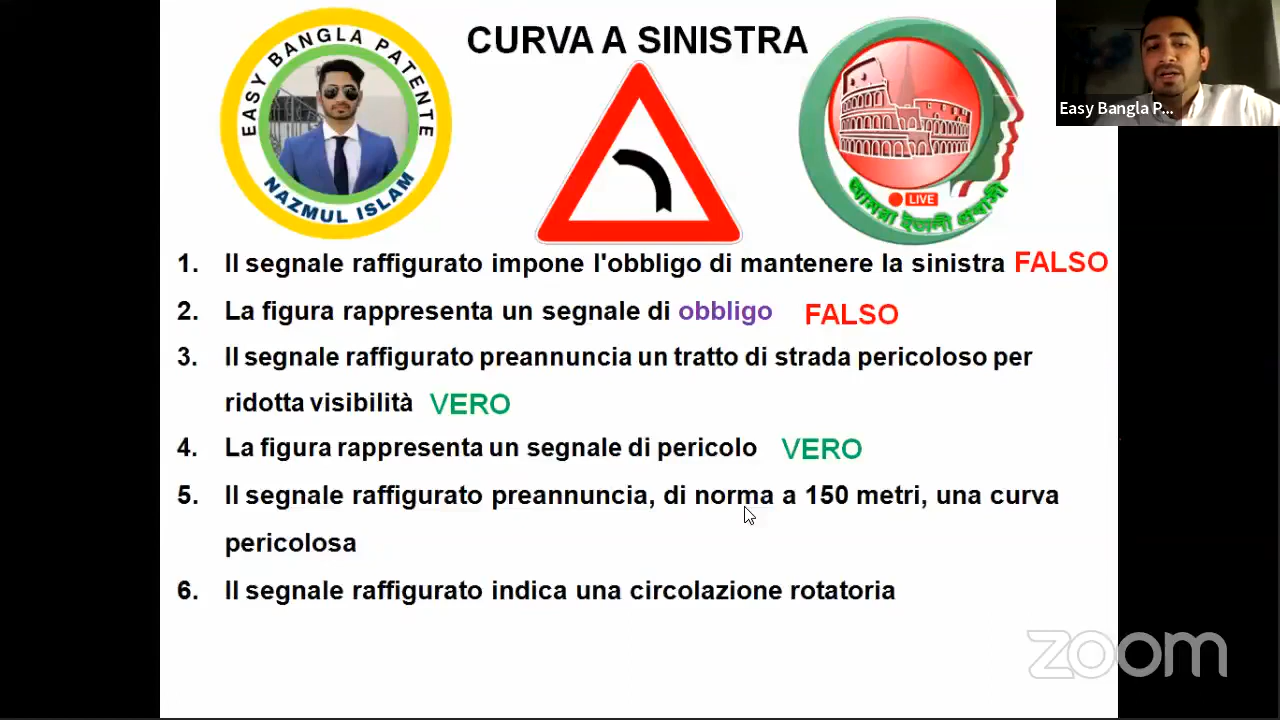 CURVA A SINISTRA
EASY BANGLA PATENTE
NAZMUL ISLAM
LIVE
আমরা ইতালী প্রবাসী
Easy Bangla P...
1. Il segnale raffigurato impone l'obbligo di mantenere la sinistra FALSO
2. La figura rappresenta un segnale di obbligo FALSO
3. Il segnale raffigurato preannuncia un tratto di strada pericoloso per
ridotta visibilità VERO
4. La figura rappresenta un segnale di pericolo VERO
5. Il segnale raffigurato preannuncia, di norma a 150 metri, una curva
pericolosa
6. Il segnale raffigurato indica una circolazione rotatoria
zoom